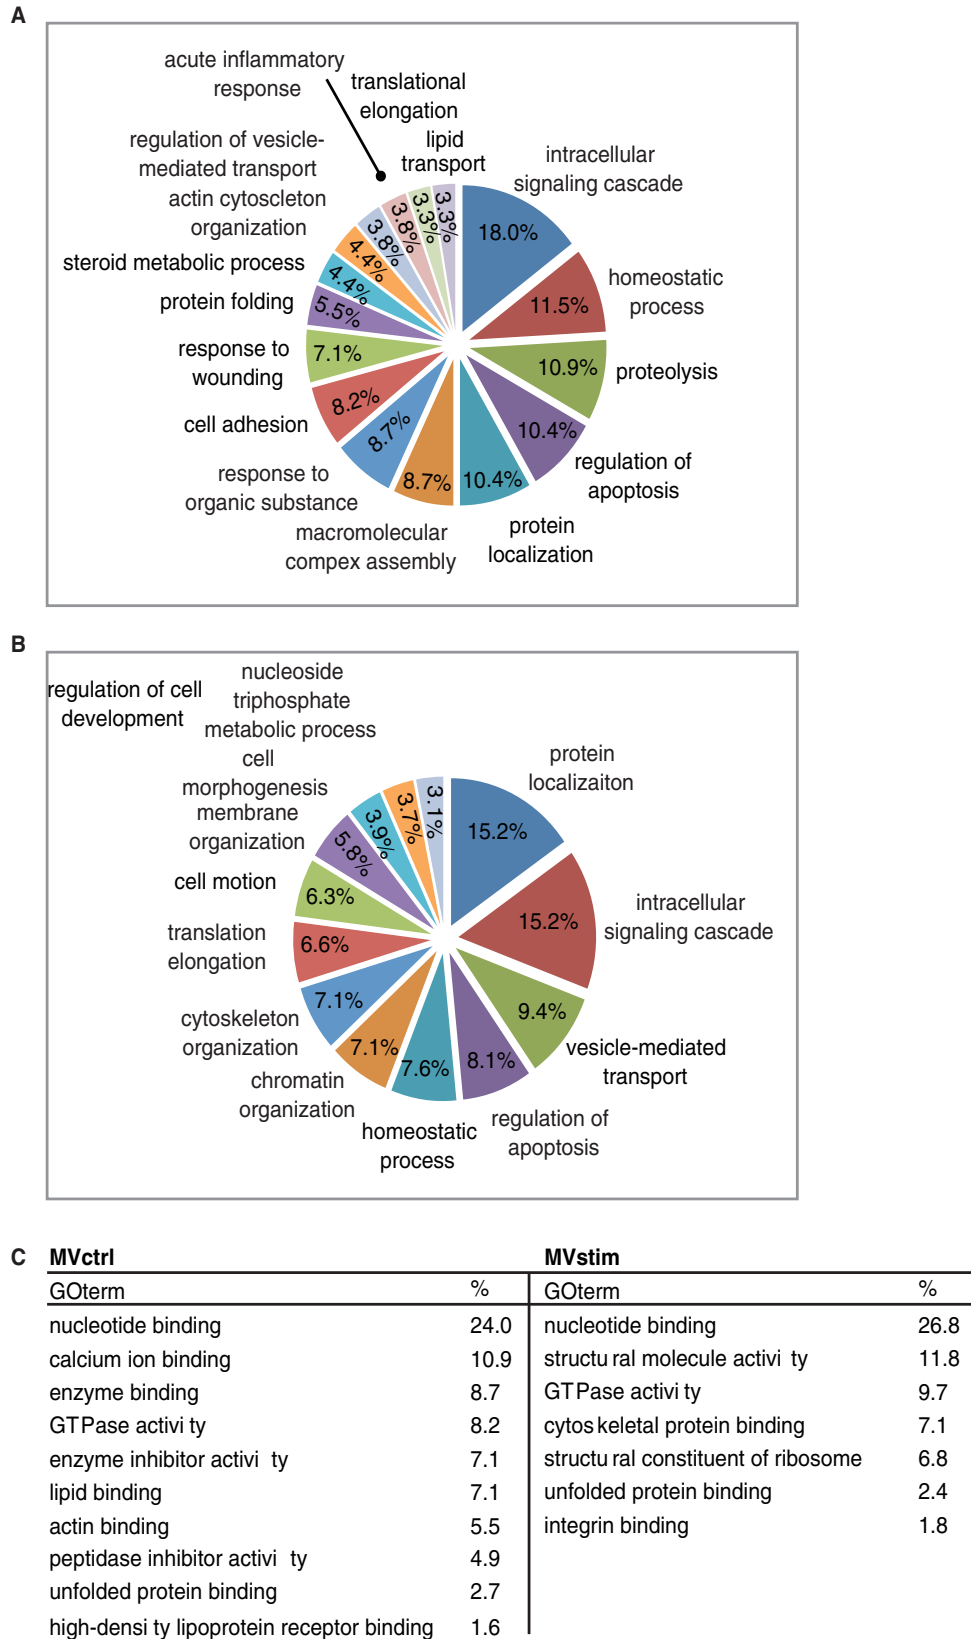 A
acute inflammatory
response
translational
elongation
lipid
transport
regulation of vesicle-
mediated transport
actin cytoscleton
organization
steroid metabolic process
protein folding
response to
wounding
cell adhesion
response to
organic substance
macromolecular
compex assembly
protein
localization
regulation of
apoptosis
proteolysis
homeostatic
process
intracellular
signaling cascade
18.0%
11.5%
10.9%
10.4%
10.4%
8.7%
8.7%
8.2%
7.1%
5.5%
4.4%
4.4%
3.8%
3.8%
3.3%
3.3%
B
regulation of cell
development
nucleoside
triphosphate
metabolic process
cell
morphogenesis
membrane
organization
cell motion
translation
elongation
cytoskeleton
organization
chromatin
organization
homeostatic
process
regulation of
apoptosis
vesicle-mediated
transport
intracellular
signaling cascade
protein
localizaiton
15.2%
15.2%
9.4%
8.1%
7.6%
7.1%
7.1%
6.6%
6.3%
5.8%
3.9%
3.7%
3.1%
C MVctrl MVstim
GOterm % GOterm %
nucleotide binding 24.0 nucleotide binding 26.8
calcium ion binding 10.9 structu ral molecule activi ty 11.8
enzyme binding 8.7 GTPase activi ty 9.7
GTPase activi ty 8.2 cytos keletal protein binding 7.1
enzyme inhibitor activi ty 7.1 structu ral constituent of ribosome 6.8
lipid binding 7.1 unfolded protein binding 2.4
actin binding 5.5 integrin binding 1.8
peptidase inhibitor activi ty 4.9
unfolded protein binding 2.7
high-densi ty lipoprotein receptor binding 1.6